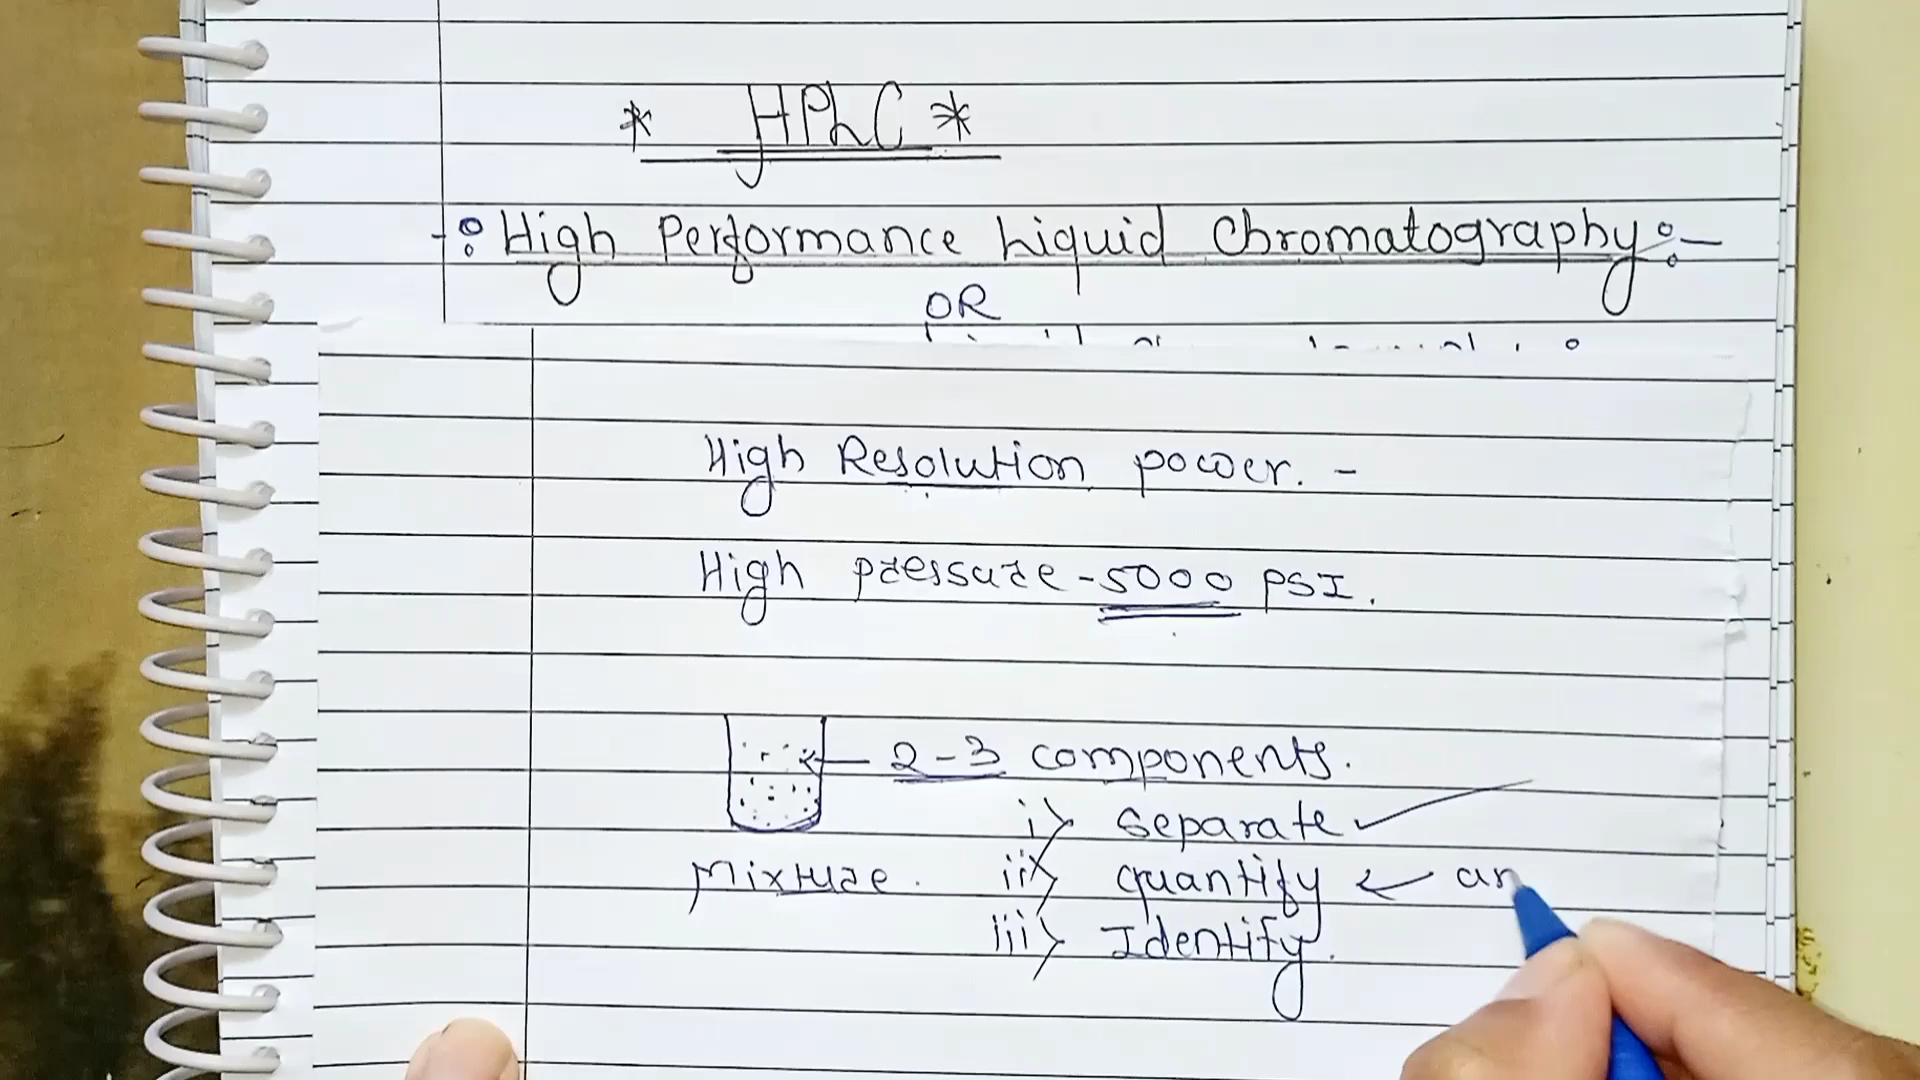 * HPLC *
-: High Performance Liquid Chromatography :-
OR
High Resolution power. -
High pressure - 5000 PSI.
2-3 components.
i) separate ✓
Mixture. ii) quantify ← an
iii) Identify.